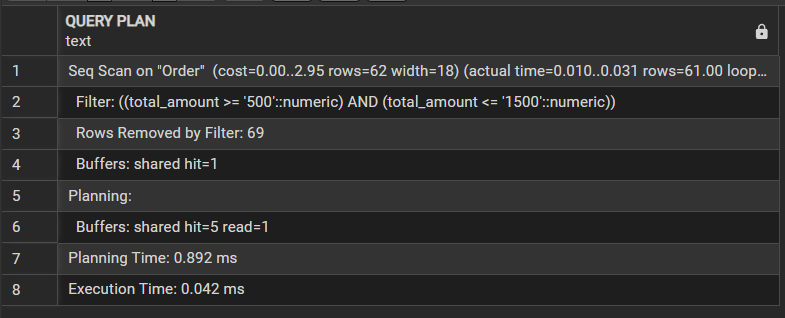 QUERY PLAN
text
1 Seq Scan on "Order" (cost=0.00..2.95 rows=62 width=18) (actual time=0.010..0.031 rows=61.00 loop...
2 Filter: ((total_amount >= '500'::numeric) AND (total_amount <= '1500'::numeric))
3 Rows Removed by Filter: 69
4 Buffers: shared hit=1
5 Planning:
6 Buffers: shared hit=5 read=1
7 Planning Time: 0.892 ms
8 Execution Time: 0.042 ms